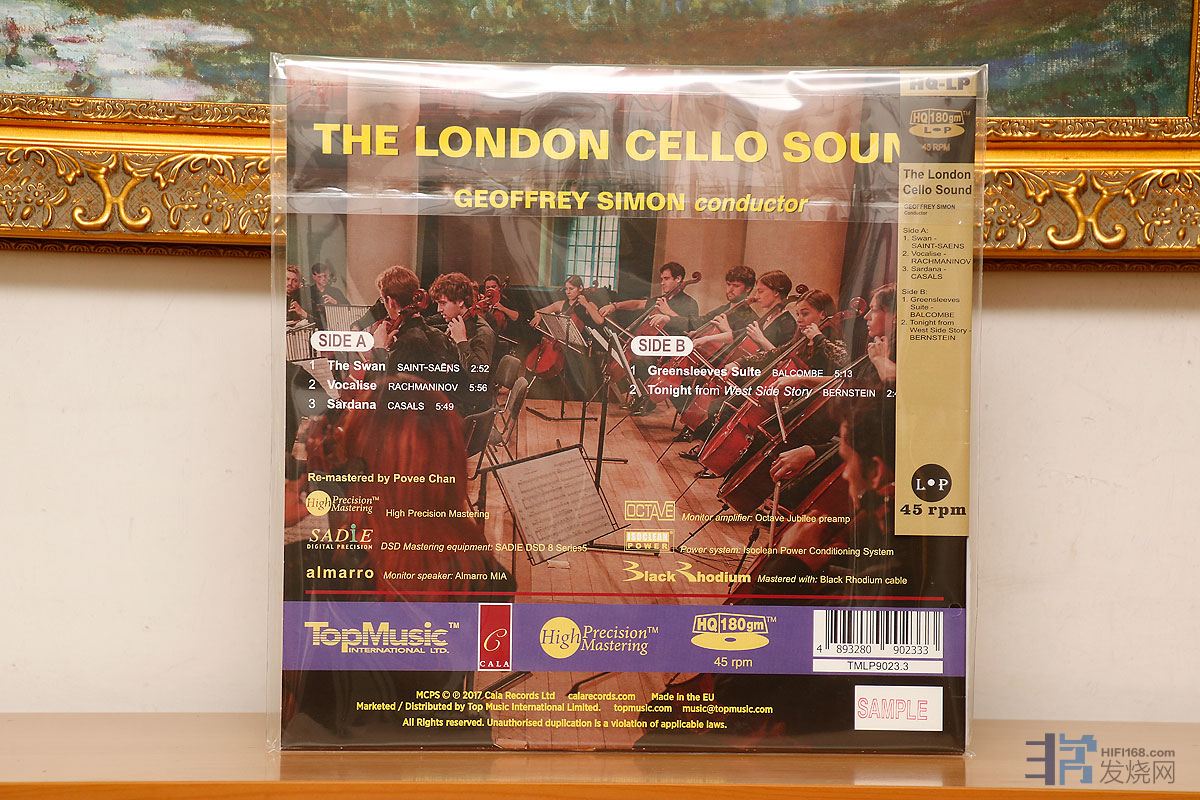 THE LONDON CELLO SOUN
GEOFFREY SIMON conductor
SIDE A
1 The Swan SAINT-SAËNS 2:52
2 Vocalise RACHMANINOV 5:56
3 Sardana CASALS 5:49
SIDE B
1 Greensleeves Suite BALCOMBE 5:13
2 Tonight from West Side Story BERNSTEIN
HQ-LP
HQ 180gm™
LP
45 RPM
The London
Cello Sound
GEOFFREY SIMON
Conductor
Side A:
1. Swan -
SAINT-SAENS
2. Vocalise -
RACHMANINOV
3. Sardana -
CASALS
Side B:
1. Greensleeves
Suite -
BALCOMBE
2. Tonight from
West Side Story -
BERNSTEIN
L•P
45 rpm
Re-mastered by Povee Chan
High Precision™
Mastering
High Precision Mastering
SADiE
DIGITAL PRECISION
DSD Mastering equipment: SADIE DSD 8 Series5
almarro
Monitor speaker: Almarro MIA
OCTAVE
Monitor amplifier: Octave Jubilee preamp
ISOCLEAN
POWER
Power system: Isoclean Power Conditioning System
Black Rhodium
Mastered with: Black Rhodium cable
TopMusic™
INTERNATIONAL LTD.
C
CALA
High Precision™
Mastering
HQ 180gm™
45 rpm
4 893280 902333
TMLP9023.3
MCPS © ℗ 2017 Cala Records Ltd calarecords.com Made in the EU
Marketed / Distributed by Top Music International Limited. topmusic.com music@topmusic.com
All Rights reserved. Unauthorised duplication is a violation of applicable laws.
SAMPLE
HIFI168.com
发烧网